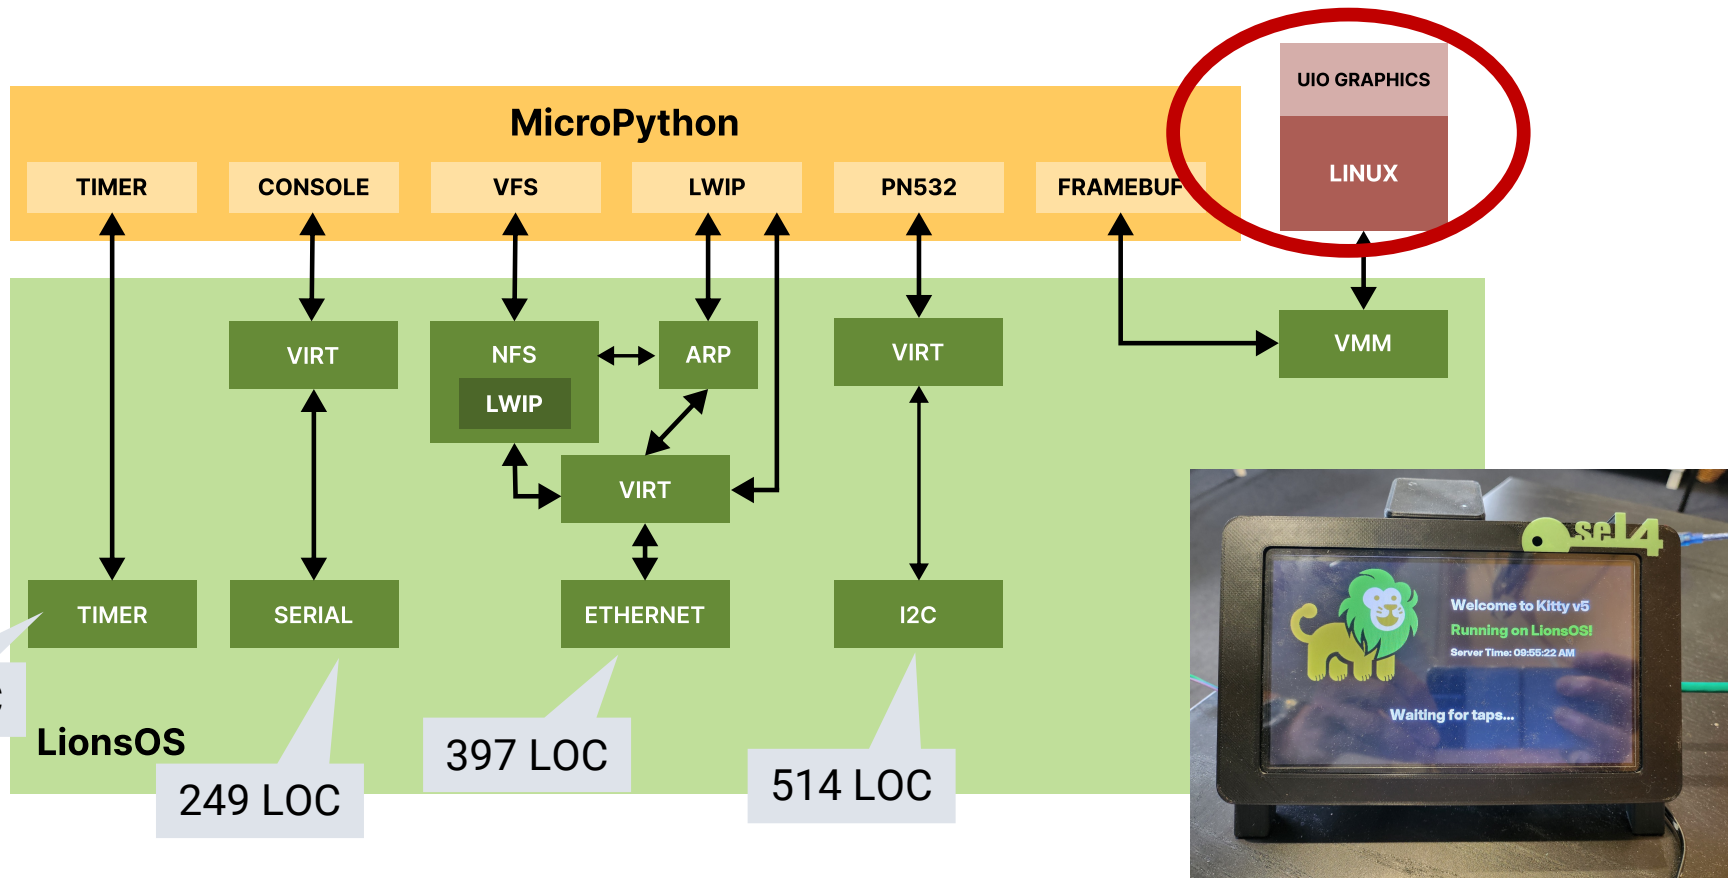 UIO GRAPHICS
LINUX
MicroPython
TIMER
CONSOLE
VFS
LWIP
PN532
FRAMEBUF
VIRT
NFS
LWIP
ARP
VIRT
VIRT
VMM
TIMER
SERIAL
ETHERNET
I2C
LionsOS
249 LOC
397 LOC
514 LOC
seL4
Welcome to Kitty v5
Running on LionsOS!
Server Time: 09:55:22 AM
Waiting for taps...